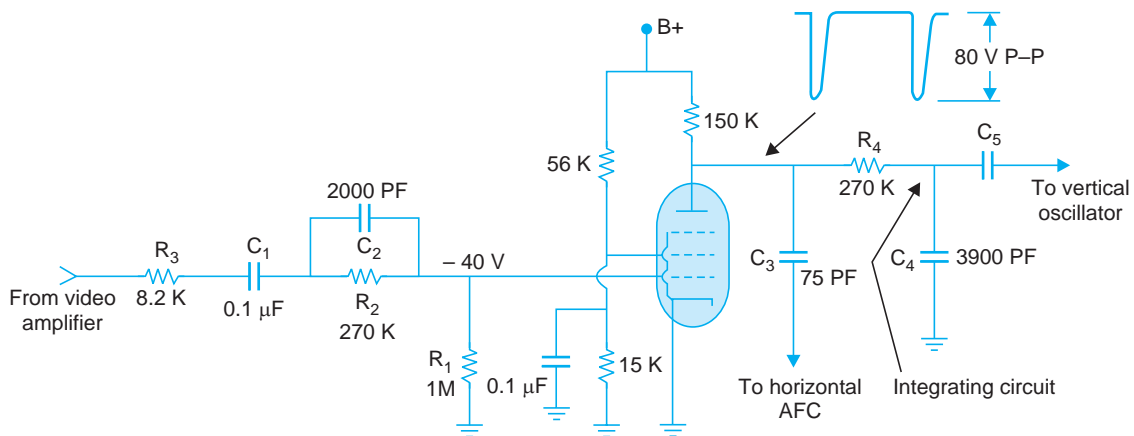 B+
80 V P–P
150 K
R4
C5
56 K
270 K
To vertical
oscillator
2000 PF
R3
C1
C2
– 40 V
C3
C4
3900 PF
From video
amplifier
8.2 K
0.1 μF
R2
270 K
75 PF
R1
1M
0.1 μF
15 K
To horizontal
AFC
Integrating circuit